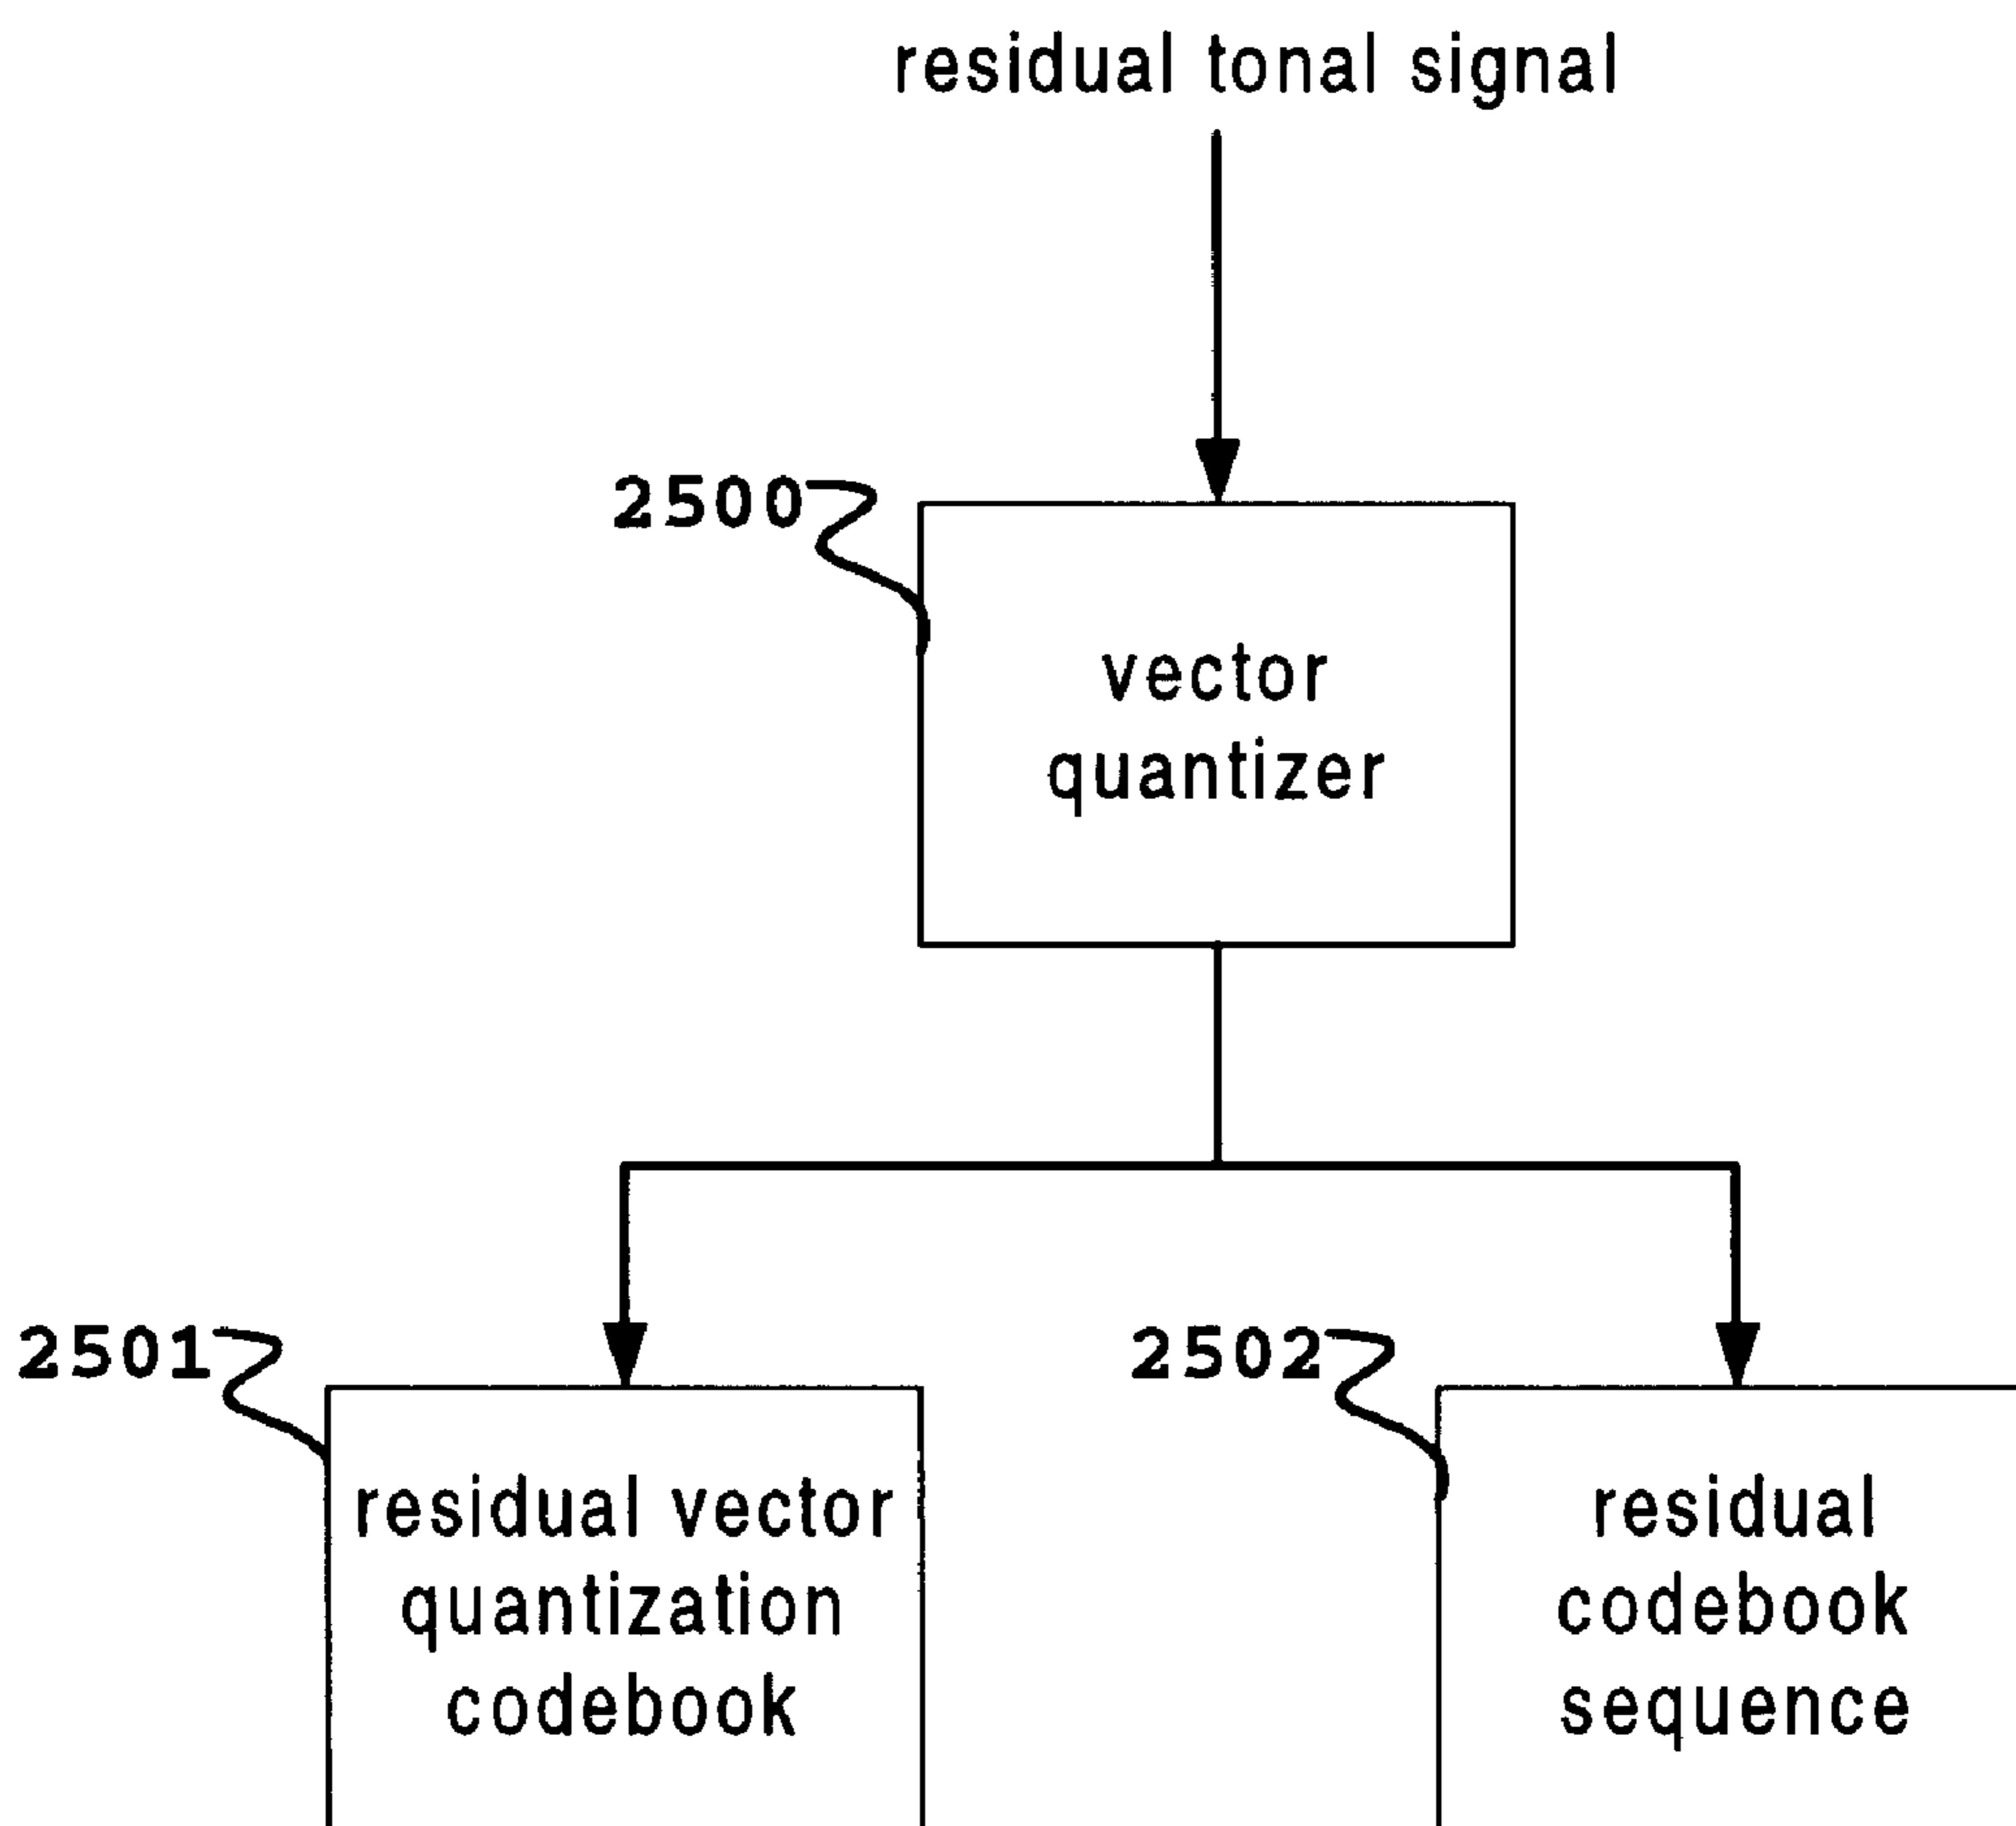 residual tonal signal
2500
vector
quantizer
2501
residual vector
quantization
codebook
2502
residual
codebook
sequence